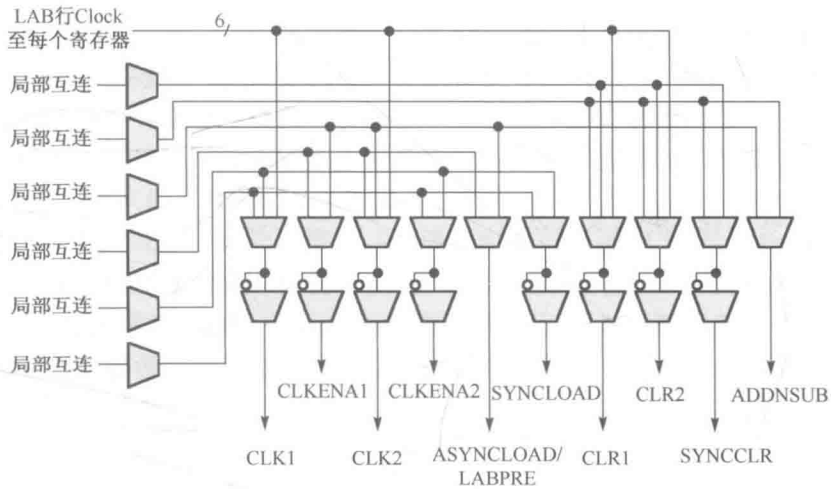 LAB行Clock
至每个寄存器
6
局部互连
局部互连
局部互连
局部互连
局部互连
局部互连
CLKENA1
CLKENA2
SYNCLOAD
CLR2
ADDNSUB
CLK1
CLK2
ASYNCLOAD/
LABPRE
CLR1
SYNCCLR